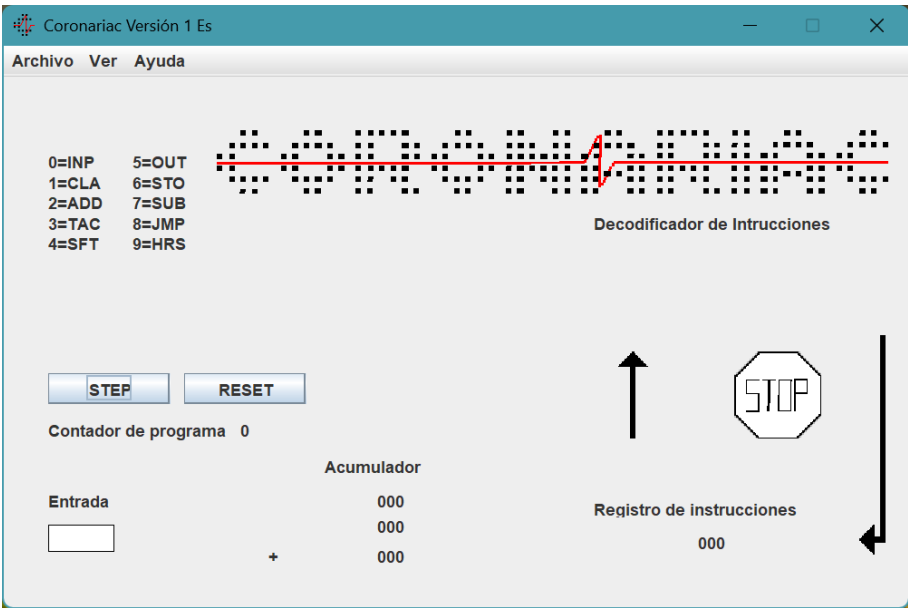 Coronariac Versión 1 Es
Archivo Ver Ayuda
CORONARIAC
0=INP 5=OUT
1=CLA 6=STO
2=ADD 7=SUB
3=TAC 8=JMP
4=SFT 9=HRS
Decodificador de Intrucciones
STEP RESET
STOP
Contador de programa 0
Acumulador
Entrada 000
Registro de instrucciones
000
000
+ 000